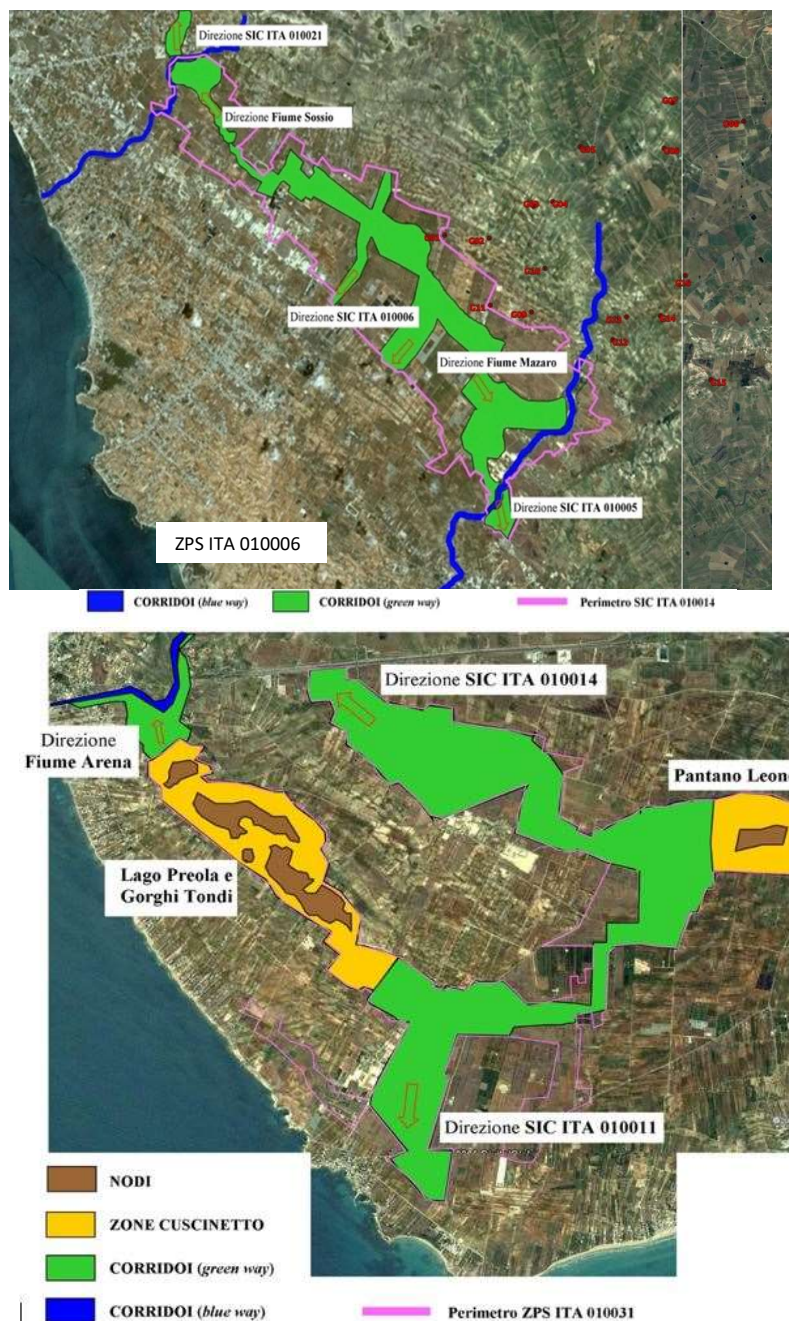 Direzione SIC ITA 010021
Direzione Fiume Sossio
Direzione SIC ITA 010006
Direzione Fiume Mazaro
Direzione SIC ITA 010005
ZPS ITA 010006
CORRIDOI (blue way)
CORRIDOI (green way)
Perimetro SIC ITA 010014
Direzione SIC ITA 010014
Direzione
Fiume Arena
Pantano Leone
Lago Preola e
Gorghi Tondi
Direzione SIC ITA 010011
NODI
ZONE CUSCINETTO
CORRIDOI (green way)
CORRIDOI (blue way)
Perimetro ZPS ITA 010031